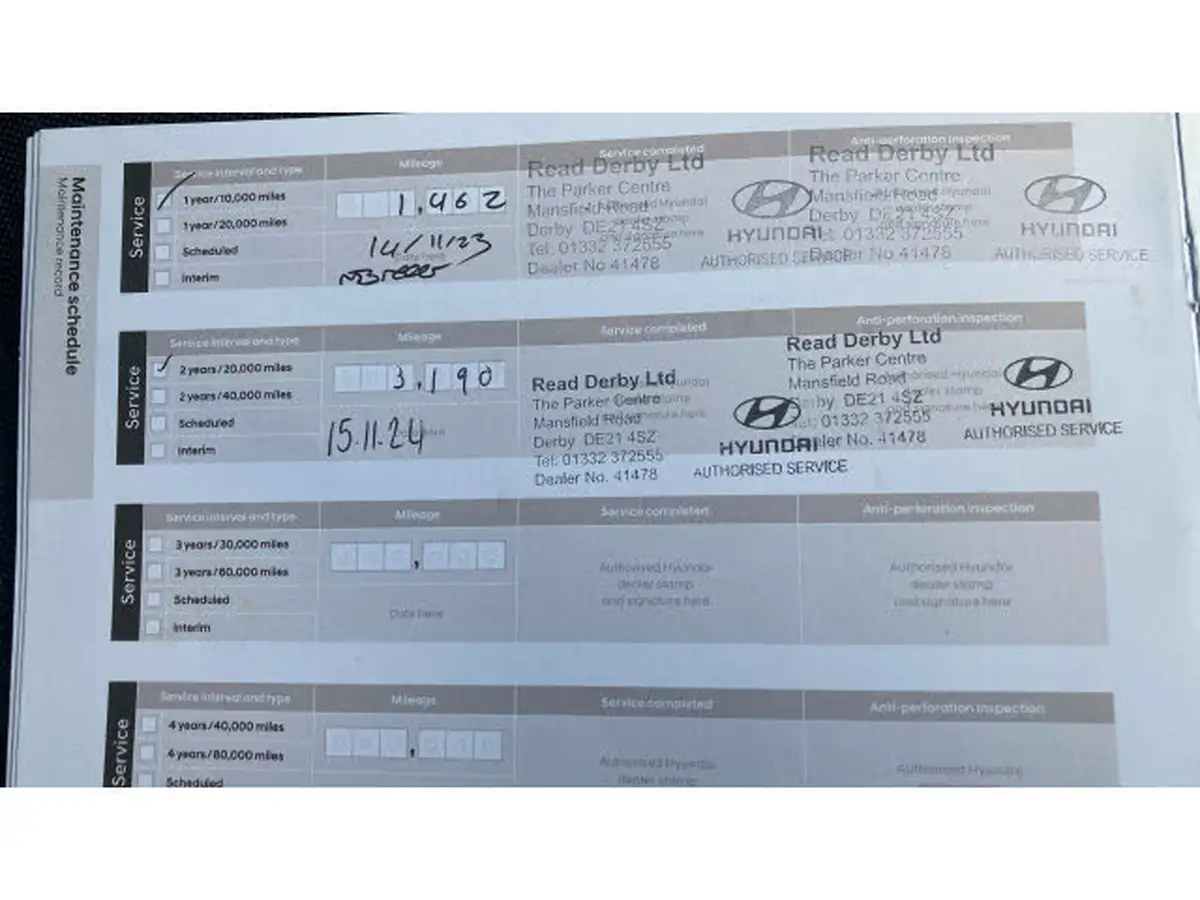 Maintenance schedule
Maintenance record
Service
Service interval and type
1 year/10,000 miles
1 year/20,000 miles
Scheduled
Interim
Mileage
1,462
14/11/23
Date here
Service completed
Read Derby Ltd
The Parker Centre
Mansfield Road
Derby DE21 4SZ
Tel: 01332 372555
Dealer No 41478
HYUNDAI
AUTHORISED SERVICE
Anti-perforation inspection
Read Derby Ltd
The Parker Centre
Mansfield Road
Derby DE21 4SZ
Tel: 01332 372555
Dealer No 41478
HYUNDAI
AUTHORISED SERVICE
Service
Service interval and type
2 years/20,000 miles
2 years/40,000 miles
Scheduled
Interim
Mileage
3,190
15.11.24
Service completed
Read Derby Ltd
The Parker Centre
Mansfield Road
Derby DE21 4SZ
Tel: 01332 372555
Dealer No. 41478
HYUNDAI
AUTHORISED SERVICE
Anti-perforation inspection
Read Derby Ltd
The Parker Centre
Mansfield Road
Derby DE21 4SZ
Tel: 01332 372555
Dealer No. 41478
HYUNDAI
AUTHORISED SERVICE
Service
Service interval and type
3 years/30,000 miles
3 years/60,000 miles
Scheduled
Interim
Mileage
Date here
Service completed
Authorised Hyundai
dealer stamp
and signature here
Anti-perforation inspection
Authorised Hyundai
dealer stamp
and signature here
Service
Service interval and type
4 years/40,000 miles
4 years/80,000 miles
Scheduled
Mileage
Service completed
Authorised Hyundai
dealer stamp
Anti-perforation inspection
Authorised Hyundai